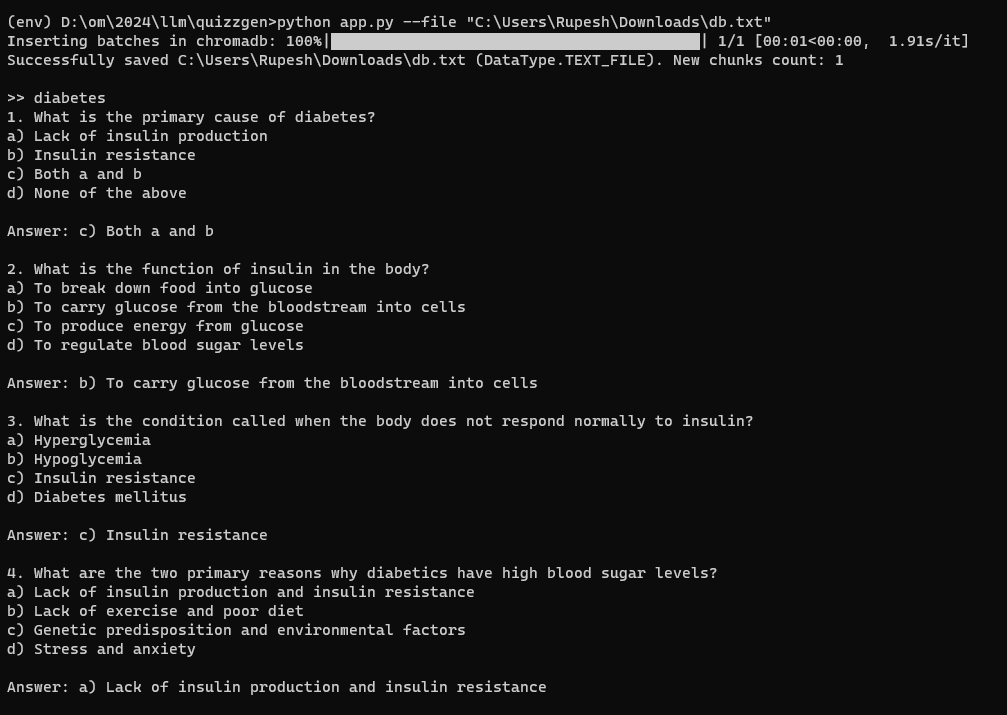 (env) D:\om\2024\llm\quizzgen>python app.py --file "C:\Users\Rupesh\Downloads\db.txt"
Inserting batches in chromadb: 100%|██████████| 1/1 [00:01<00:00,  1.91s/it]
Successfully saved C:\Users\Rupesh\Downloads\db.txt (DataType.TEXT_FILE). New chunks count: 1
>> diabetes
1. What is the primary cause of diabetes?
a) Lack of insulin production
b) Insulin resistance
c) Both a and b
d) None of the above
Answer: c) Both a and b
2. What is the function of insulin in the body?
a) To break down food into glucose
b) To carry glucose from the bloodstream into cells
c) To produce energy from glucose
d) To regulate blood sugar levels
Answer: b) To carry glucose from the bloodstream into cells
3. What is the condition called when the body does not respond normally to insulin?
a) Hyperglycemia
b) Hypoglycemia
c) Insulin resistance
d) Diabetes mellitus
Answer: c) Insulin resistance
4. What are the two primary reasons why diabetics have high blood sugar levels?
a) Lack of insulin production and insulin resistance
b) Lack of exercise and poor diet
c) Genetic predisposition and environmental factors
d) Stress and anxiety
Answer: a) Lack of insulin production and insulin resistance